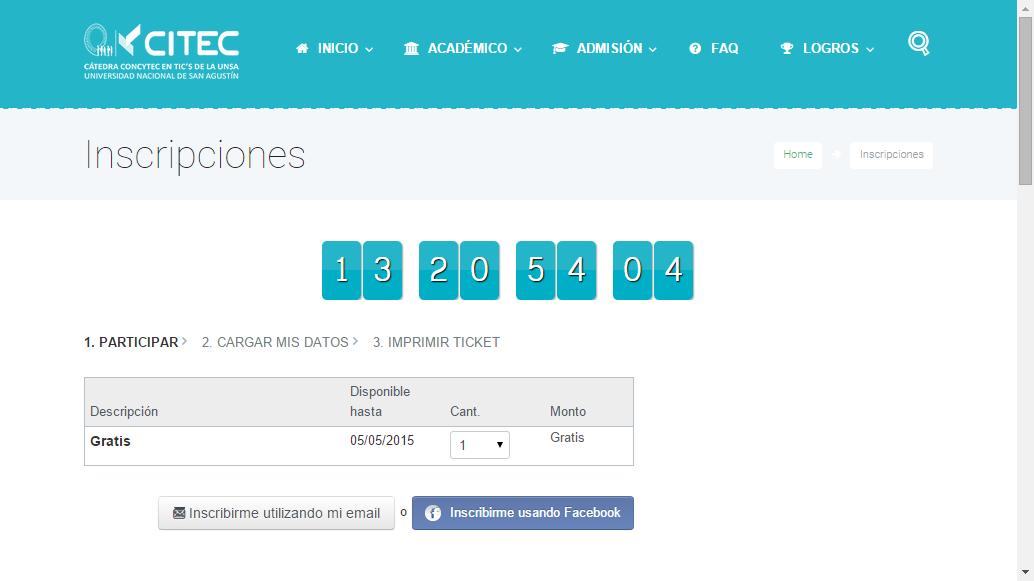 CITEC
CÁTEDRA CONCYTEC EN TIC'S DE LA UNSA
UNIVERSIDAD NACIONAL DE SAN AGUSTÍN
INICIO ACADÉMICO ADMISIÓN FAQ LOGROS
Inscripciones
Home Inscripciones
13 20 54 04
1. PARTICIPAR 2. CARGAR MIS DATOS 3. IMPRIMIR TICKET
Descripción Disponible hasta Cant. Monto
Gratis 05/05/2015 1 Gratis
Inscribirme utilizando mi email o Inscribirme usando Facebook